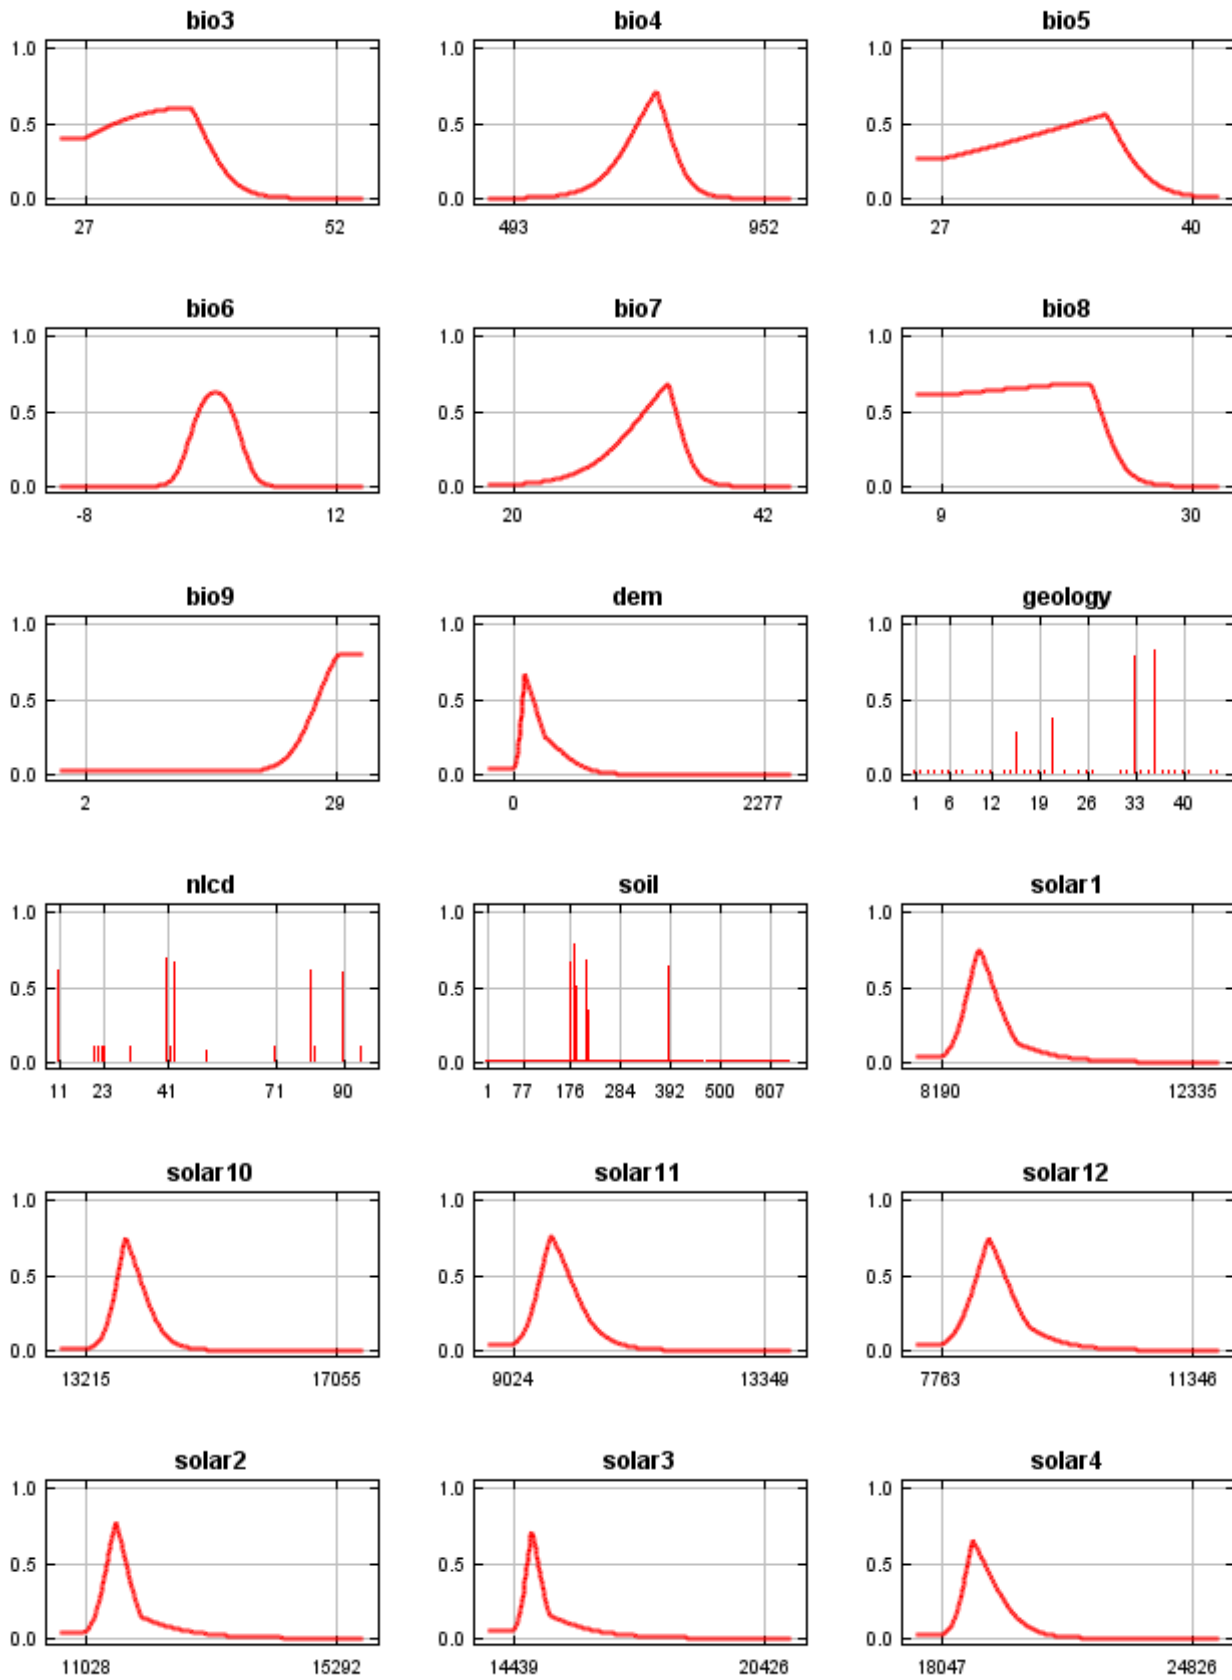 bio3 bio4 bio5
1.0 1.0 1.0
0.5 0.5 0.5
0.0 0.0 0.0
27 52 493 952 27 40
bio6 bio7 bio8
1.0 1.0 1.0
0.5 0.5 0.5
0.0 0.0 0.0
-8 12 20 42 9 30
bio9 dem geology
1.0 1.0 1.0
0.5 0.5 0.5
0.0 0.0 0.0
2 29 0 2277 1 6 12 19 26 33 40
nlcd soil solar1
1.0 1.0 1.0
0.5 0.5 0.5
0.0 0.0 0.0
11 23 41 71 90 1 77 176 284 392 500 607 8190 12335
solar10 solar11 solar12
1.0 1.0 1.0
0.5 0.5 0.5
0.0 0.0 0.0
13215 17055 9024 13349 7763 11346
solar2 solar3 solar4
1.0 1.0 1.0
0.5 0.5 0.5
0.0 0.0 0.0
11028 15292 14439 20426 18047 24826